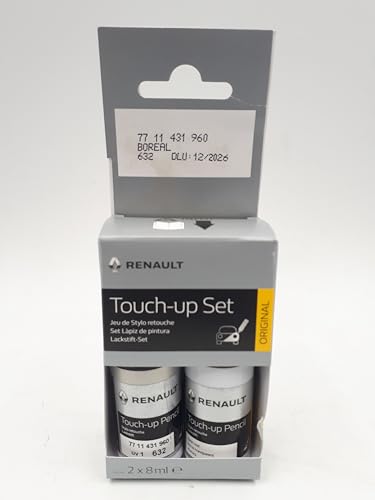 77 11 431 960
BOREAL
632 DLU:12/2026
RENAULT
Touch-up Set
Jeu de Stylo retouche
Set Lápiz de pintura
Lackstift-Set
ORIGINAL
RENAULT
Touch-up Pencil
77 11 431 960
UV 1 632
RENAULT
Touch-up Pencil
2 x 8ml e